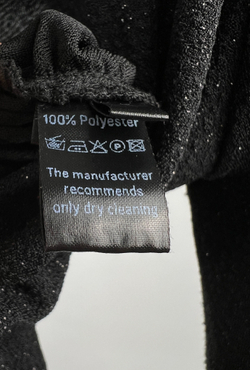 100% Polyester
The manufacturer
recommends
only dry cleaning